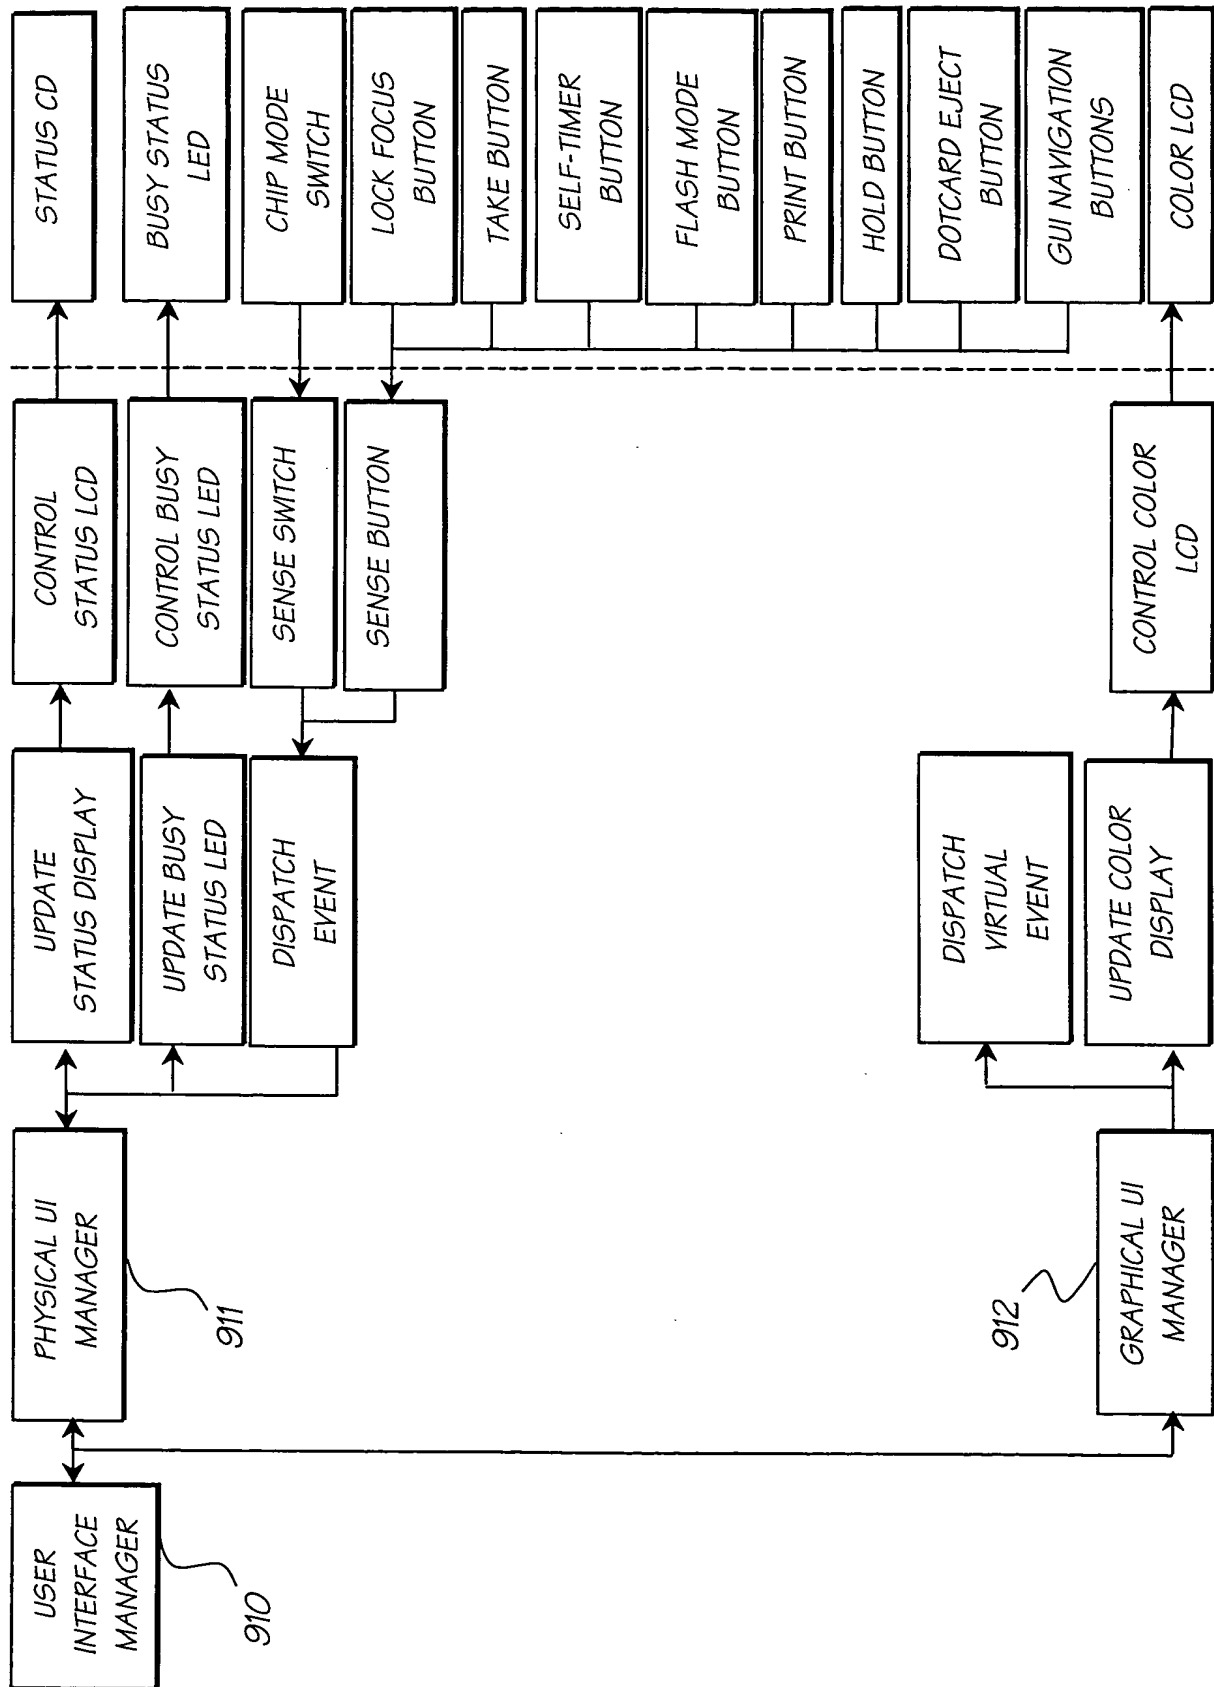 USER
INTERFACE
MANAGER
910
PHYSICAL UI
MANAGER
911
GRAPHICAL UI
MANAGER
912
UPDATE
STATUS DISPLAY
UPDATE BUSY
STATUS LED
DISPATCH
EVENT
DISPATCH
VIRTUAL
EVENT
UPDATE COLOR
DISPLAY
CONTROL
STATUS LCD
CONTROL BUSY
STATUS LED
SENSE SWITCH
SENSE BUTTON
CONTROL COLOR
LCD
STATUS CD
BUSY STATUS
LED
CHIP MODE
SWITCH
LOCK FOCUS
BUTTON
TAKE BUTTON
SELF-TIMER
BUTTON
FLASH MODE
BUTTON
PRINT BUTTON
HOLD BUTTON
DOTCARD EJECT
BUTTON
GUI NAVIGATION
BUTTONS
COLOR LCD